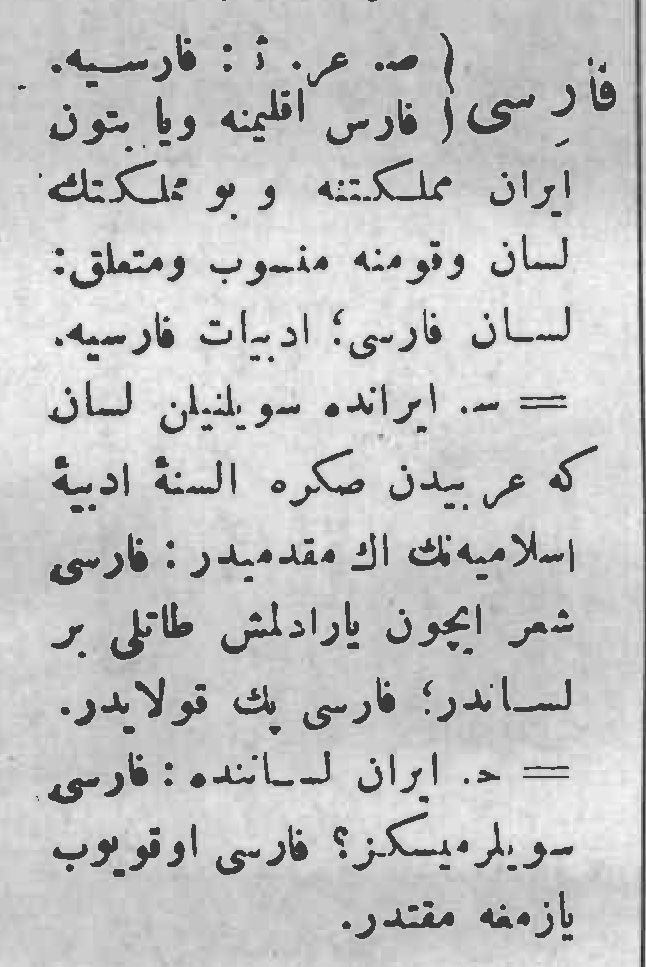 فارِسی { ص. عر. ث : فارسیه.
فارس اقلیمنه ویا بتون
ایران مملکتنه و بو مملکتك
لسان وقومنه منسوب ومتعلق:
لسان فارسی؛ ادبیات فارسیه.
= س. ایرانده سویلنیلن لسان
که عربیدن صکره السنهٔ ادبیهٔ
اسلامیه‌نك اك مقدمیدر : فارسی
شعر ایچون یارادلمش طاتلی بر
لساندر؛ فارسی پك قولایدر.
= ح. ایران لساننده : فارسی
سویلرمیسکز؟ فارسی اوقویوب
یازمغه مقتدر.